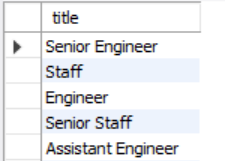 title
Senior Engineer
Staff
Engineer
Senior Staff
Assistant Engineer